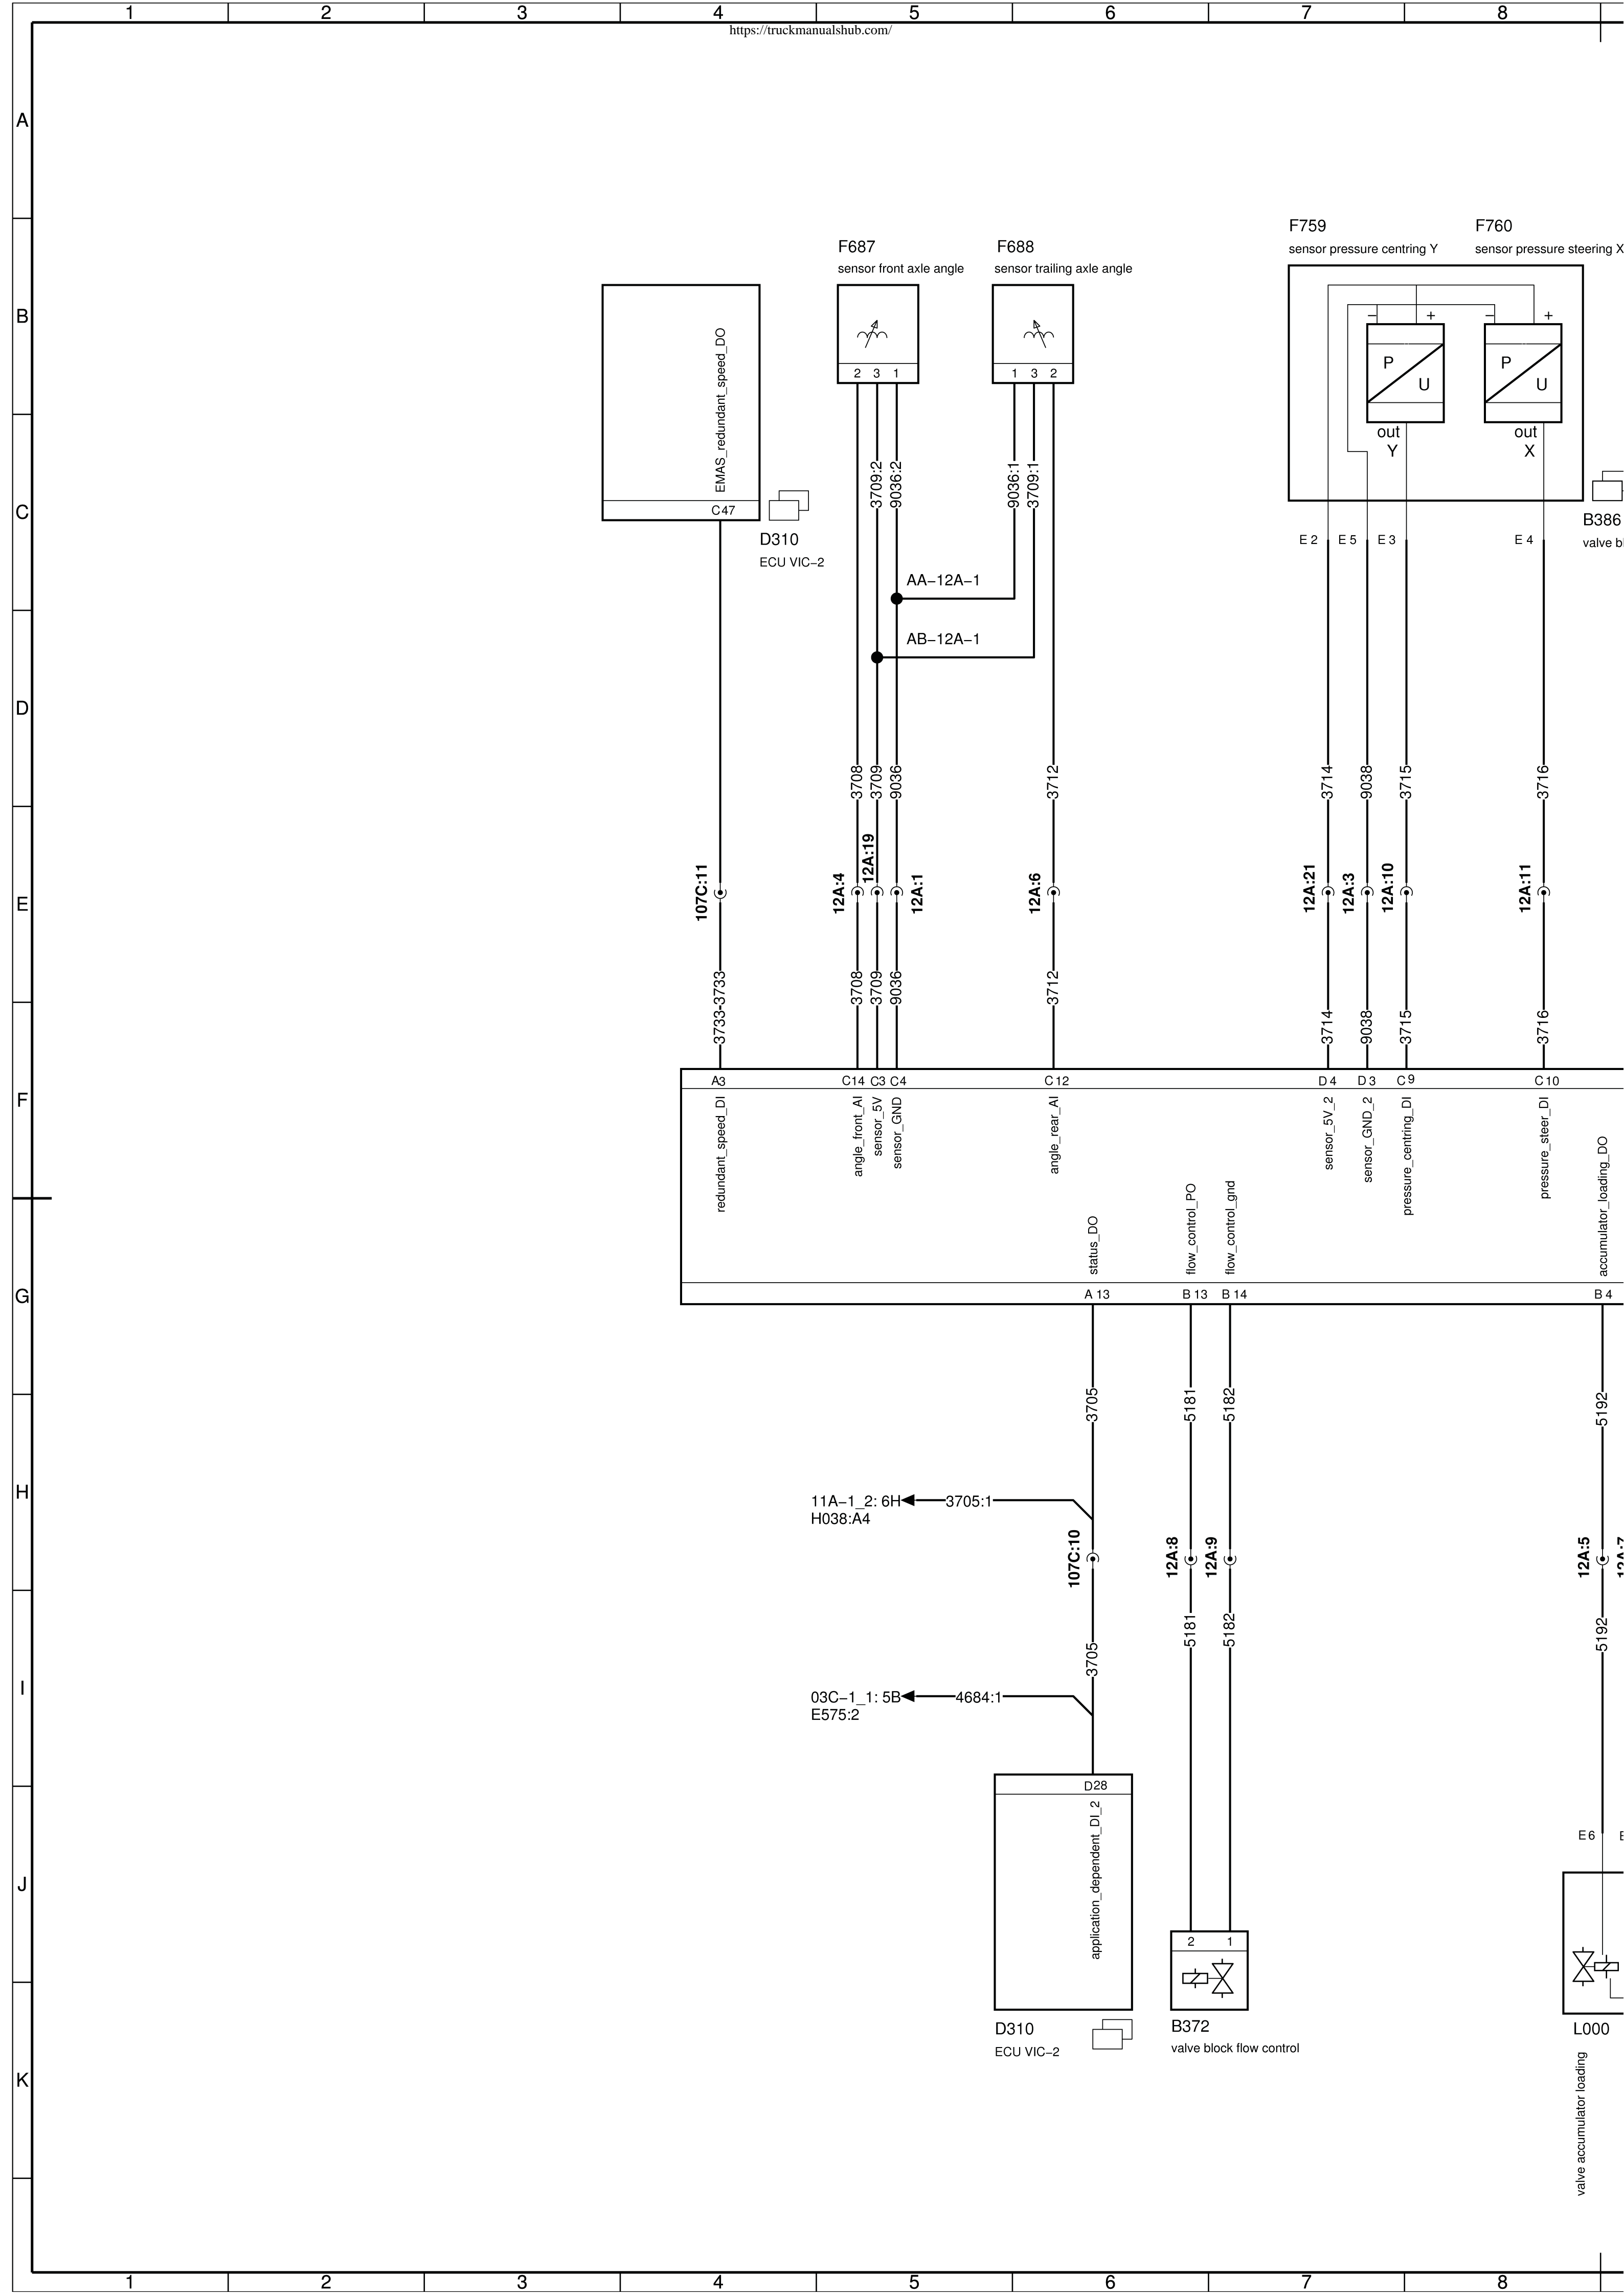 1 2 3 4 5 6 7 8
https://truckmanualshub.com/
A
F759 F760
sensor pressure centring Y sensor pressure steering X
F687 F688
sensor front axle angle sensor trailing axle angle
B
− + − +
P U P U
2 3 1 1 3 2
EMAS_redundant_speed_DO
out out
Y X
3709:2 9036:2 9036:1 3709:1
C
C47
B386
D310
E2 E5 E3 E4
ECU VIC−2
AA−12A−1
AB−12A−1
D
3708 3709 9036 3712 3714 9038 3715 3716
E
107C:11 12A:4 12A:19 12A:1 12A:6 12A:21 12A:3 12A:10 12A:11
3733-3733 3708 3709 9036 3712 3714 9038 3715 3716
A3 C14 C3 C4 C12 D4 D3 C9 C10
F
redundant_speed_DI angle_front_AI sensor_5V sensor_GND angle_rear_AI sensor_5V_2 sensor_GND_2 pressure_centring_DI pressure_steer_DI
status_DO flow_control_PO flow_control_gnd accumulator_loading_DO
G
A13 B13 B14 B4
3705 5181 5182 5192
H
11A−1_2: 6H 3705:1
H038:A4
107C:10 12A:8 12A:9 12A:5
3705 5181 5182 5192
I
03C−1_1: 5B 4684:1
E575:2
D28
application_dependent_DI_2
E6
J
2 1
D310 B372 L000
ECU VIC−2 valve block flow control
valve accumulator loading
K
1 2 3 4 5 6 7 8